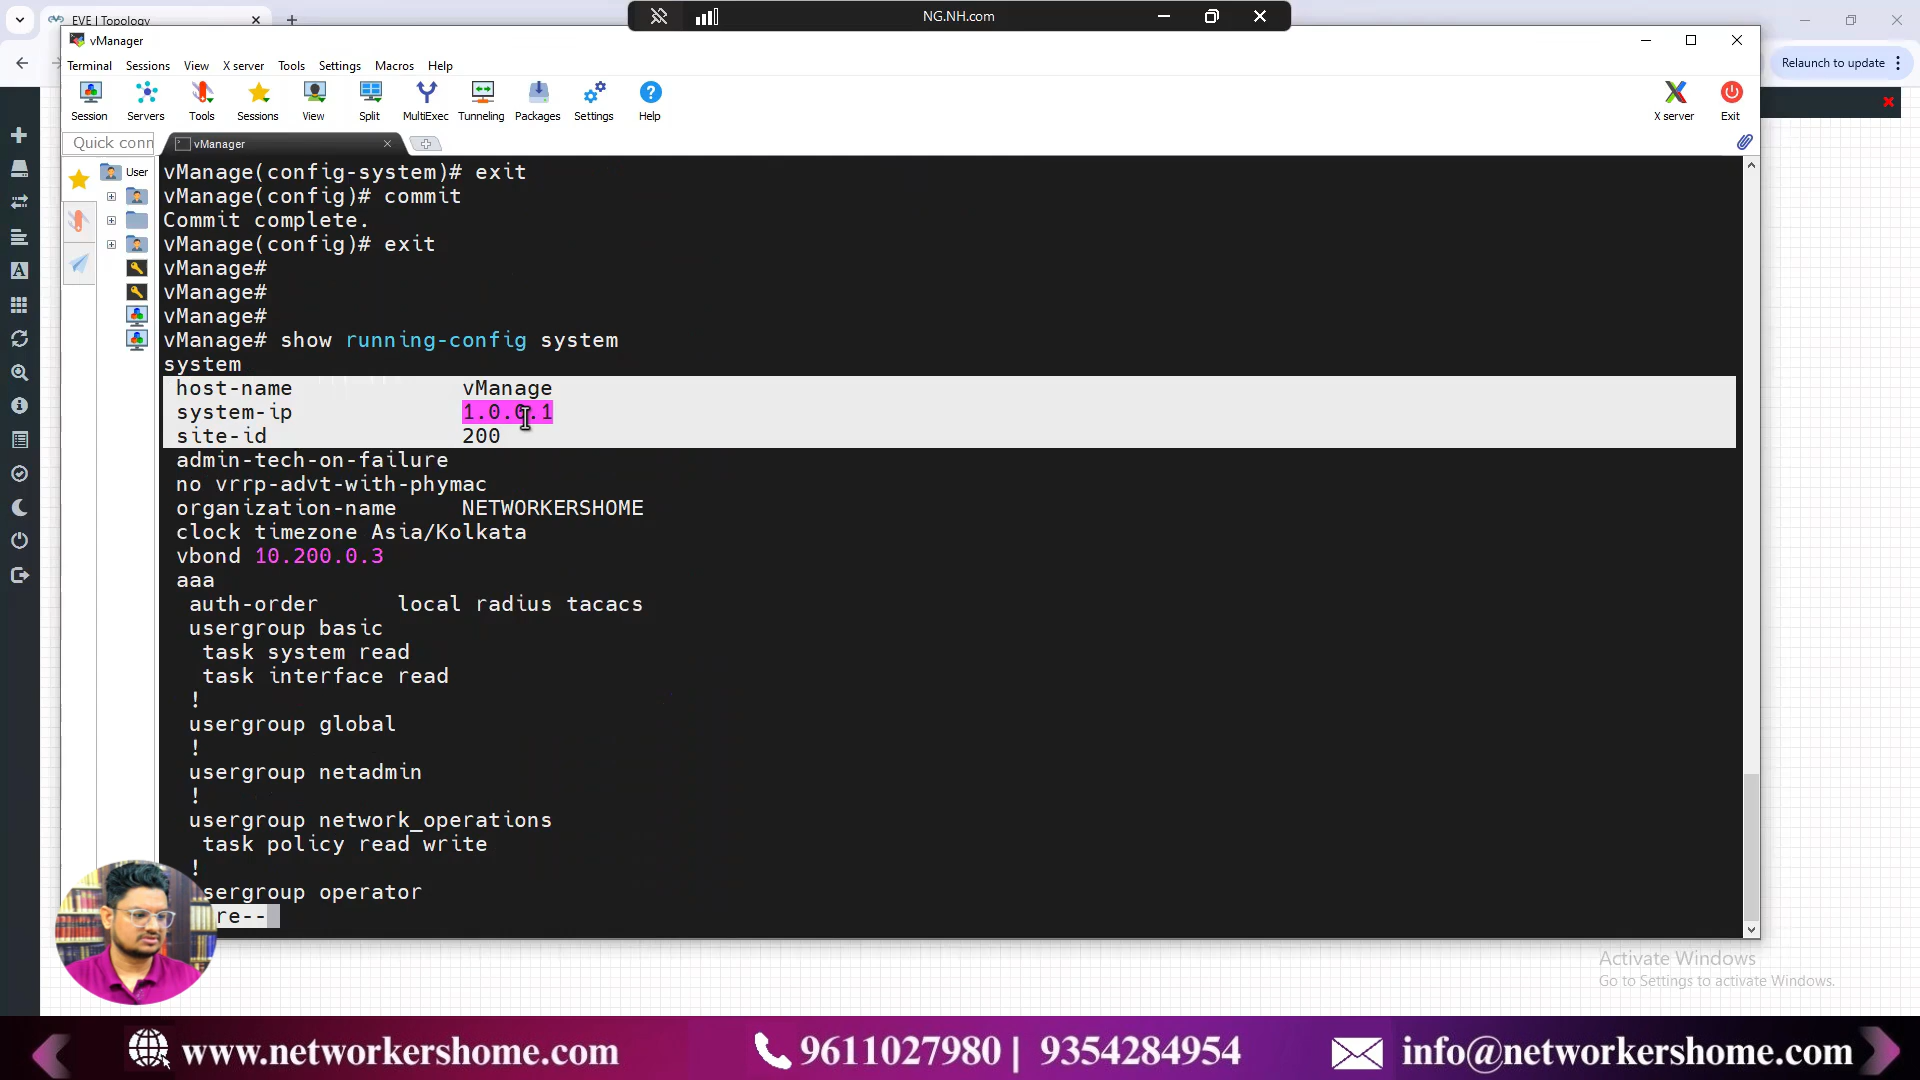 EVE | Topology
NG.NH.com
vManager
Relaunch to update
Terminal Sessions View X server Tools Settings Macros Help
Session Servers Tools Sessions View Split MultiExec Tunneling Packages Settings Help X server Exit
Quick conn
vManager
User
vManage(config-system)# exit
vManage(config)# commit
Commit complete.
vManage(config)# exit
vManage#
vManage#
vManage#
vManage# show running-config system
system
host-name vManage
system-ip 1.0.0.1
site-id 200
admin-tech-on-failure
no vrrp-advt-with-phymac
organization-name NETWORKERSHOME
clock timezone Asia/Kolkata
vbond 10.200.0.3
aaa
auth-order local radius tacacs
usergroup basic
task system read
task interface read
!
usergroup global
!
usergroup netadmin
!
usergroup network_operations
task policy read write
!
sergroup operator
re--
Activate Windows
Go to Settings to activate Windows.
www.networkershome.com 9611027980 | 9354284954 info@networkershome.com